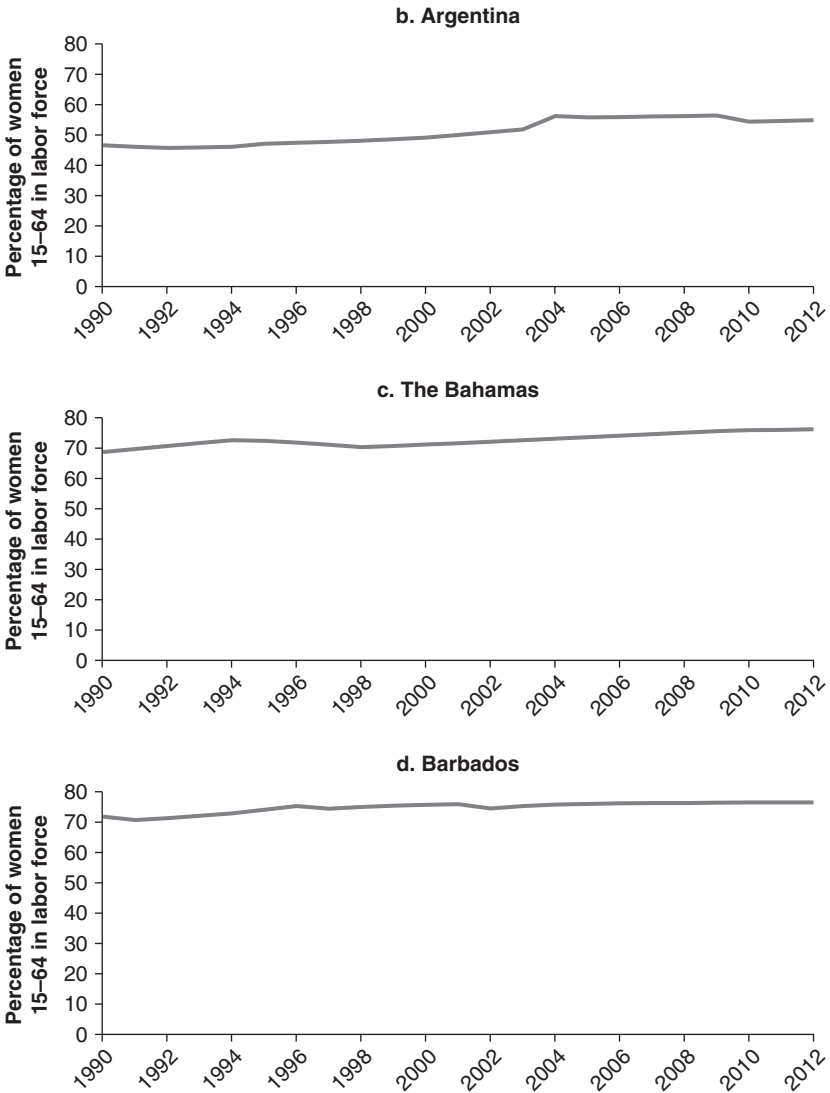 b. Argentina
Percentage of women
15–64 in labor force
80
70
60
50
40
30
20
10
0
1990 1992 1994 1996 1998 2000 2002 2004 2006 2008 2010 2012
c. The Bahamas
Percentage of women
15–64 in labor force
80
70
60
50
40
30
20
10
0
1990 1992 1994 1996 1998 2000 2002 2004 2006 2008 2010 2012
d. Barbados
Percentage of women
15–64 in labor force
80
70
60
50
40
30
20
10
0
1990 1992 1994 1996 1998 2000 2002 2004 2006 2008 2010 2012